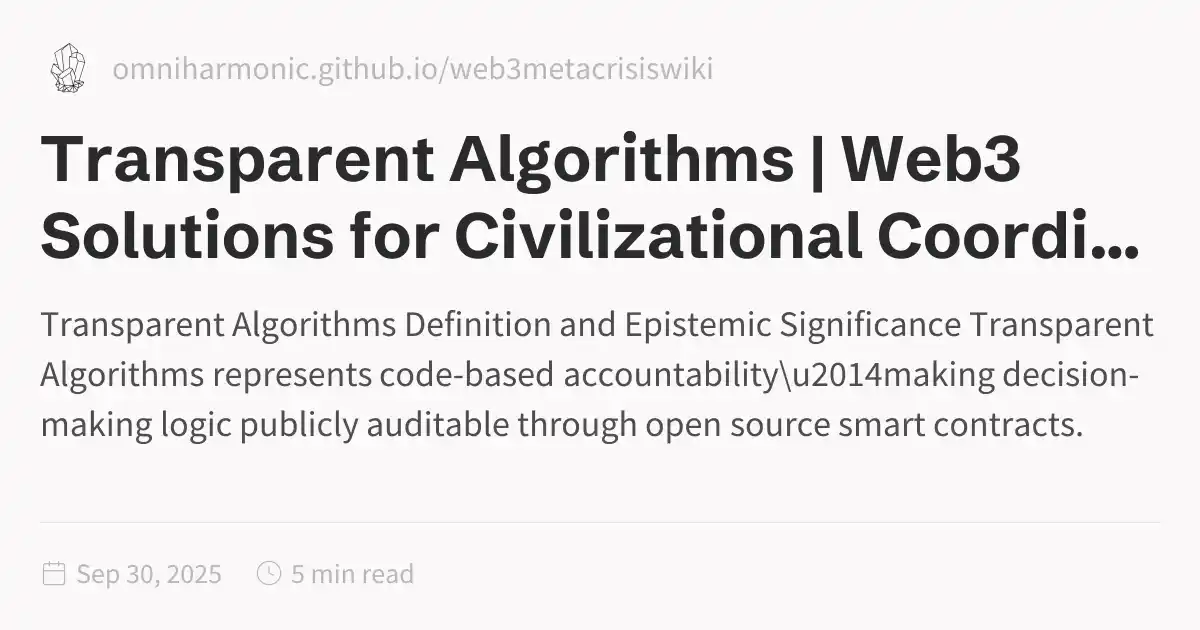 omniharmonic.github.io/web3metacrisiswiki
Transparent Algorithms | Web3
Solutions for Civilizational Coordi...
Transparent Algorithms Definition and Epistemic Significance Transparent
Algorithms represents code-based accountability\u2014making decision-
making logic publicly auditable through open source smart contracts.
Sep 30, 2025
5 min read